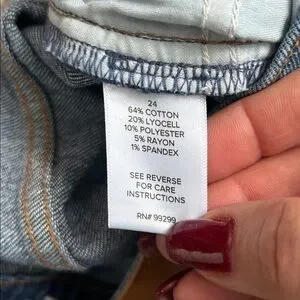 24
64% COTTON
20% LYOCELL
10% POLYESTER
5% RAYON
1% SPANDEX
SEE REVERSE
FOR CARE
INSTRUCTIONS
RN# 99299